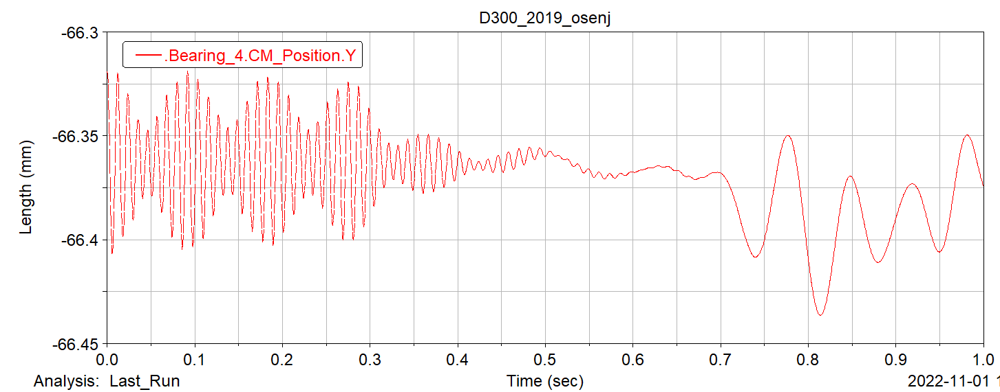 D300_2019_osenj
-66.3
.Bearing_4.CM_Position.Y
-66.35
Length (mm)
-66.4
-66.45
0.0 0.1 0.2 0.3 0.4 0.5 0.6 0.7 0.8 0.9 1.0
Analysis: Last_Run Time (sec) 2022-11-01